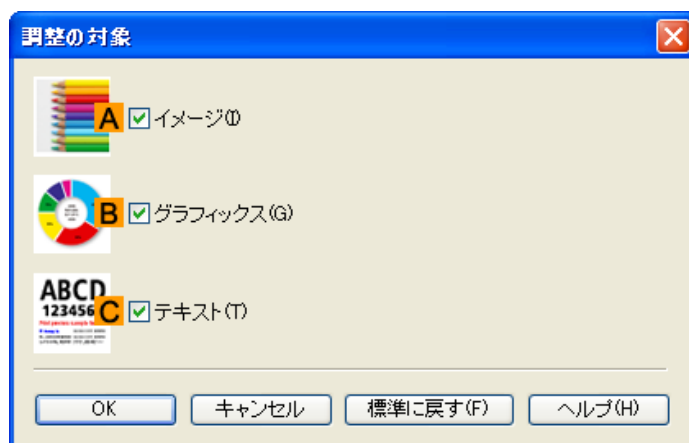 調整の対象
A イメージ(I)
B グラフィックス(G)
ABCD
123456
C テキスト(T)
OK キャンセル 標準に戻す(F) ヘルプ(H)